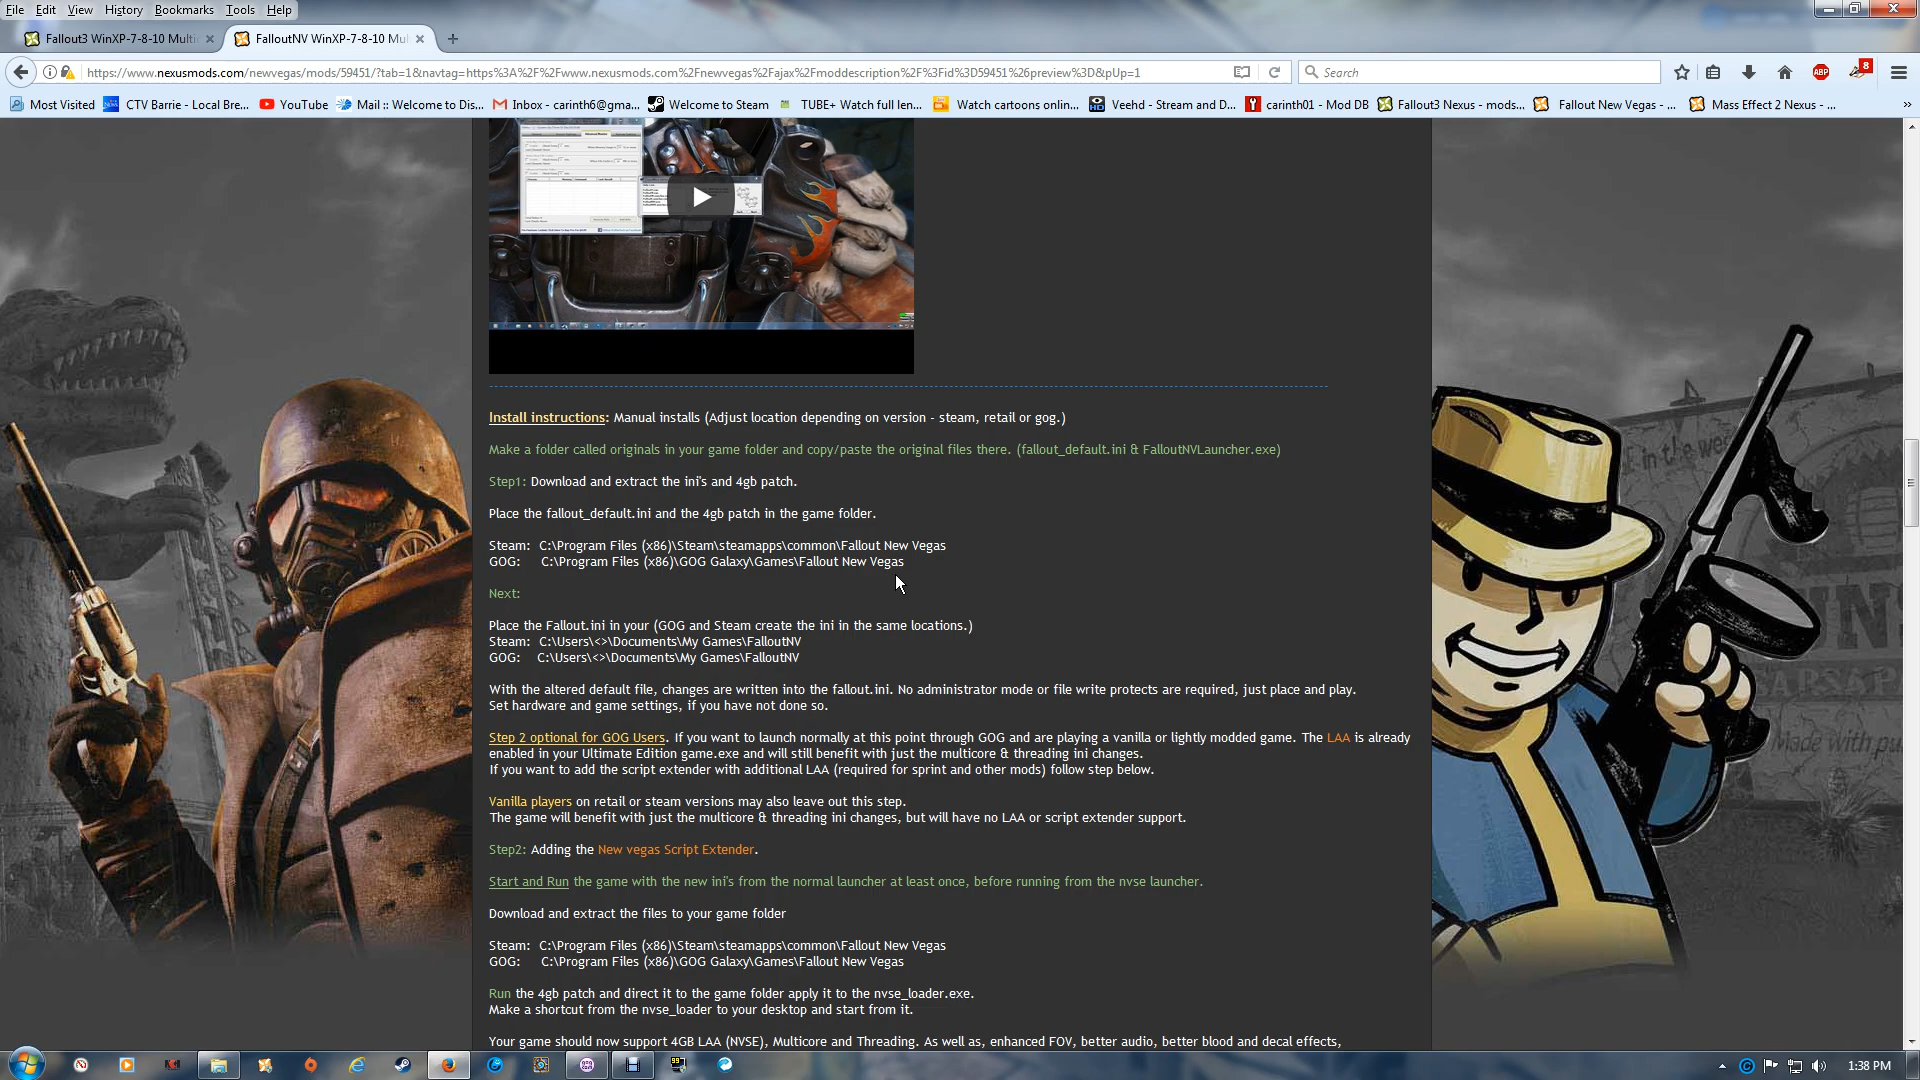 File Edit View History Bookmarks Tools Help
Fallout3 WinXP-7-8-10 Multi
FalloutNV WinXP-7-8-10 Mul
https://www.nexusmods.com/newvegas/mods/59451/?tab=1&navtag=https%3A%2F%2Fwww.nexusmods.com%2Fnewvegas%2Fajax%2Fmoddescription%2F%3Fid%3D59451%26preview%3D&pUp=1
Search
ABP
8
Most Visited
CTV Barrie - Local Bre...
YouTube
Mail :: Welcome to Dis...
Inbox - carinth6@gma...
Welcome to Steam
TUBE+ Watch full len...
Watch cartoons onlin...
Veehd - Stream and D...
carinth01 - Mod DB
Fallout3 Nexus - mods...
Fallout New Vegas - ...
Mass Effect 2 Nexus - ...
Install instructions: Manual installs (Adjust location depending on version - steam, retail or gog.)
Make a folder called originals in your game folder and copy/paste the original files there. (fallout_default.ini & FalloutNVLauncher.exe)
Step1: Download and extract the ini's and 4gb patch.
Place the fallout_default.ini and the 4gb patch in the game folder.
Steam: C:\Program Files (x86)\Steam\steamapps\common\Fallout New Vegas
GOG: C:\Program Files (x86)\GOG Galaxy\Games\Fallout New Vegas
Next:
Place the Fallout.ini in your (GOG and Steam create the ini in the same locations.)
Steam: C:\Users\<>\Documents\My Games\FalloutNV
GOG: C:\Users\<>\Documents\My Games\FalloutNV
With the altered default file, changes are written into the fallout.ini. No administrator mode or file write protects are required, just place and play.
Set hardware and game settings, if you have not done so.
Step 2 optional for GOG Users. If you want to launch normally at this point through GOG and are playing a vanilla or lightly modded game. The LAA is already
enabled in your Ultimate Edition game.exe and will still benefit with just the multicore & threading ini changes.
If you want to add the script extender with additional LAA (required for sprint and other mods) follow step below.
Vanilla players on retail or steam versions may also leave out this step.
The game will benefit with just the multicore & threading ini changes, but will have no LAA or script extender support.
Step2: Adding the New vegas Script Extender.
Start and Run the game with the new ini's from the normal launcher at least once, before running from the nvse launcher.
Download and extract the files to your game folder
Steam: C:\Program Files (x86)\Steam\steamapps\common\Fallout New Vegas
GOG: C:\Program Files (x86)\GOG Galaxy\Games\Fallout New Vegas
Run the 4gb patch and direct it to the game folder apply it to the nvse_loader.exe.
Make a shortcut from the nvse_loader to your desktop and start from it.
Your game should now support 4GB LAA (NVSE), Multicore and Threading. As well as, enhanced FOV, better audio, better blood and decal effects,
1:38 PM